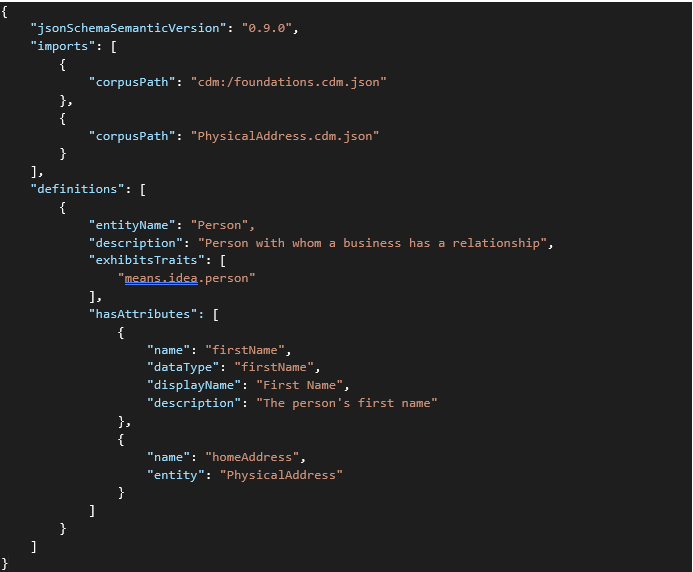 {
    "jsonSchemaSemanticVersion": "0.9.0",
    "imports": [
        {
            "corpusPath": "cdm:/foundations.cdm.json"
        },
        {
            "corpusPath": "PhysicalAddress.cdm.json"
        }
    ],
    "definitions": [
        {
            "entityName": "Person",
            "description": "Person with whom a business has a relationship",
            "exhibitsTraits": [
                "means.idea.person"
            ],
            "hasAttributes": [
                {
                    "name": "firstName",
                    "dataType": "firstName",
                    "displayName": "First Name",
                    "description": "The person's first name"
                },
                {
                    "name": "homeAddress",
                    "entity": "PhysicalAddress"
                }
            ]
        }
    ]
}